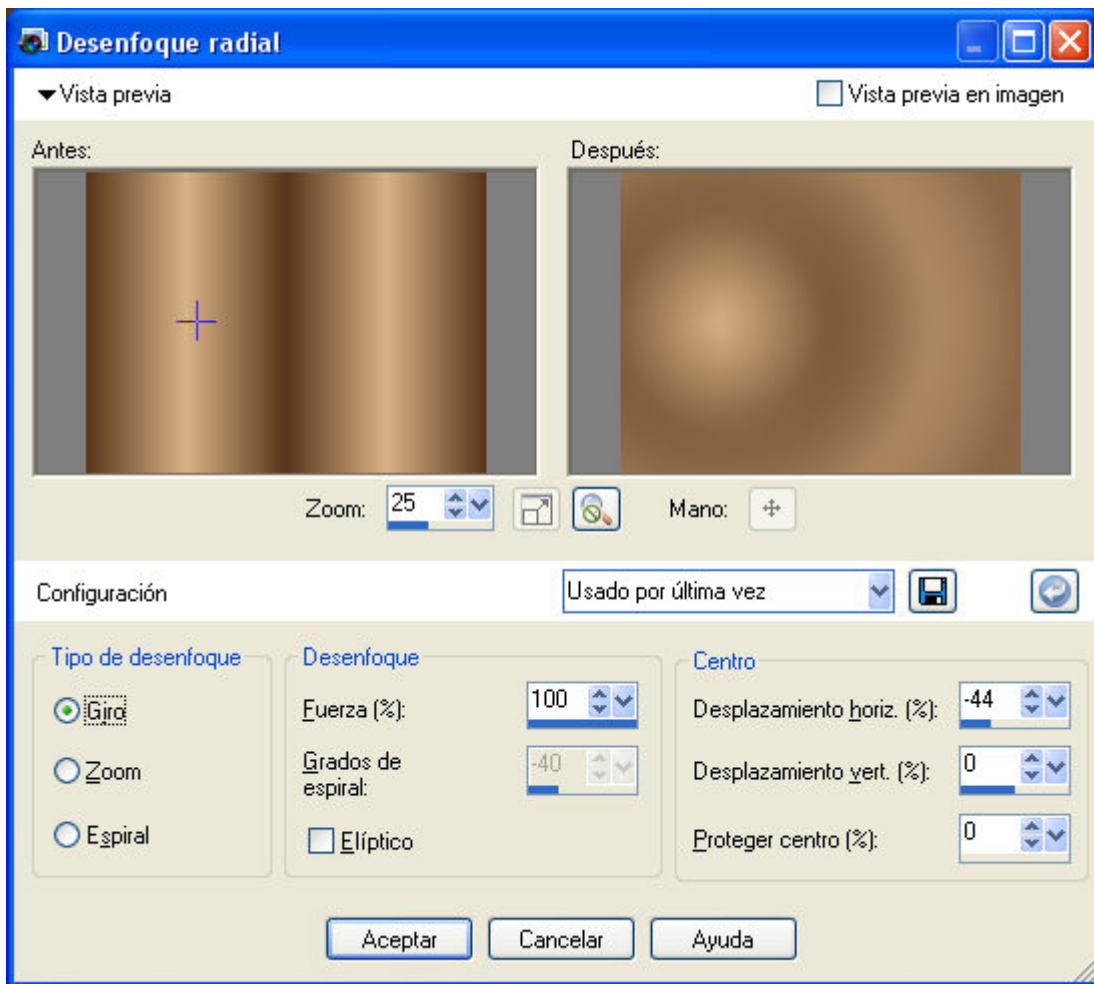 Desenfoque radial
Vista previa
Vista previa en imagen
Antes:
Después:
Zoom: 25
Mano:
Configuración
Usado por última vez
Tipo de desenfoque
Giro
Zoom
Espiral
Desenfoque
Fuerza (%): 100
Grados de
espiral: -40
Elíptico
Centro
Desplazamiento horiz. (%): -44
Desplazamiento vert. (%): 0
Proteger centro (%): 0
Aceptar
Cancelar
Ayuda